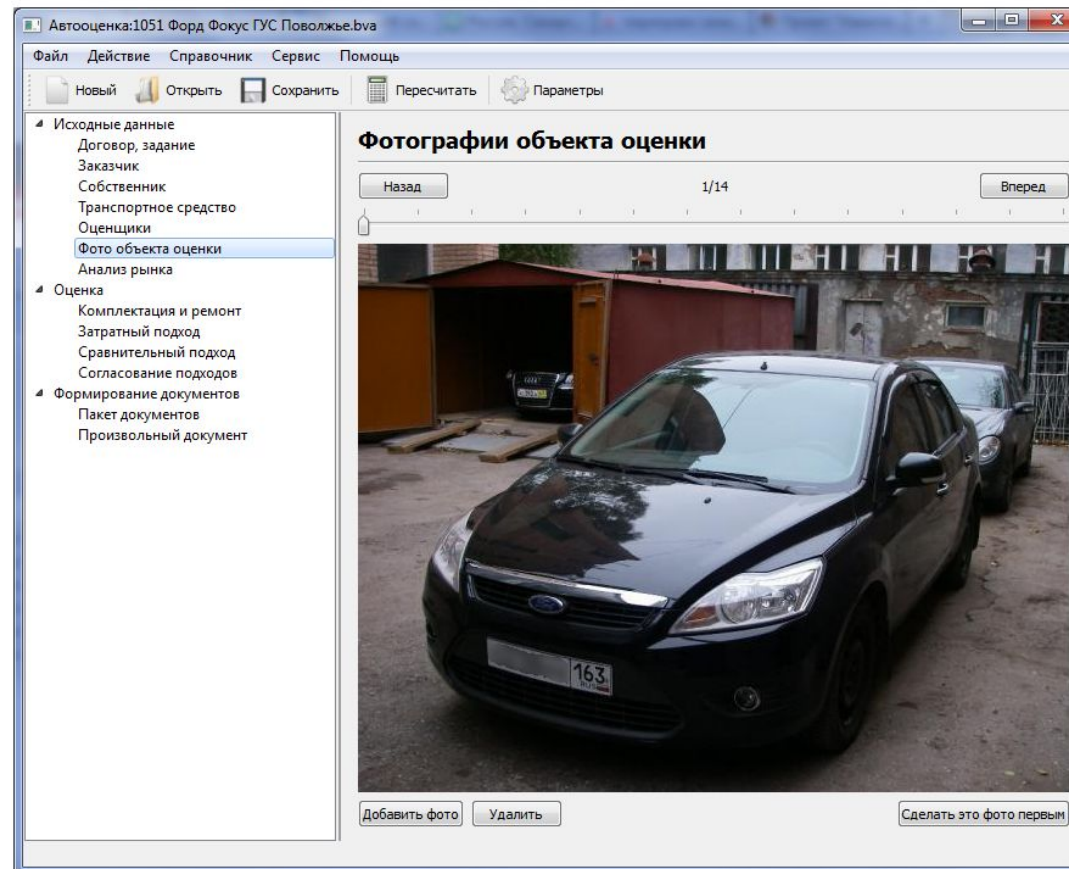 Автооценка:1051 Форд Фокус ГУС Поволжье.bva
Файл Действие Справочник Сервис Помощь
Новый Открыть Сохранить Пересчитать Параметры
Исходные данные
Договор, задание
Заказчик
Собственник
Транспортное средство
Оценщики
Фото объекта оценки
Анализ рынка
Оценка
Комплектация и ремонт
Затратный подход
Сравнительный подход
Согласование подходов
Формирование документов
Пакет документов
Произвольный документ
Фотографии объекта оценки
Назад 1/14 Вперед
Ford
163
RUS
Добавить фото Удалить Сделать это фото первым